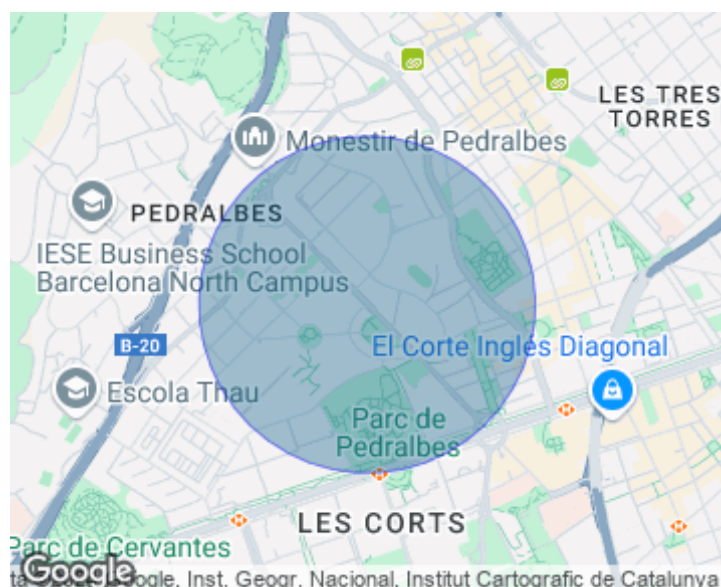 LES TRES
TORRES
Monestir de Pedralbes
PEDRALBES
IESE Business School
Barcelona North Campus
B-20
El Corte Inglés Diagonal
Escola Thau
Parc de
Pedralbes
LES CORTS
Parc de Cervantes
Google
Google, Inst. Geogr. Nacional, Institut Cartografic de Catalunya